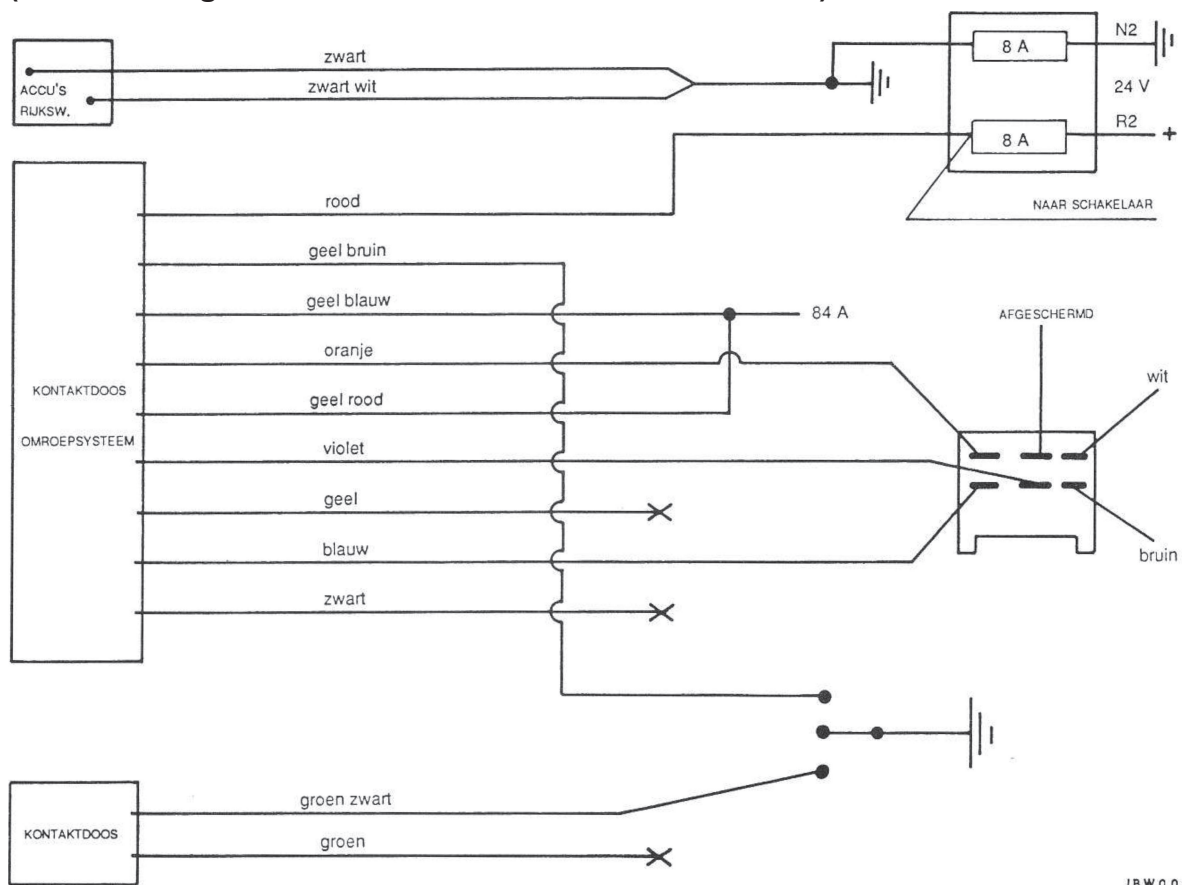 zwart
8 A
N2
ACCU'S
RIJKSW.
zwart wit
24 V
8 A
R2
+
rood
NAAR SCHAKELAAR
geel bruin
geel blauw
84 A
AFGESCHERMD
oranje
wit
KONTAKTDOOS
OMROEPSYSTEEM
geel rood
violet
geel
blauw
bruin
zwart
groen zwart
KONTAKTDOOS
groen